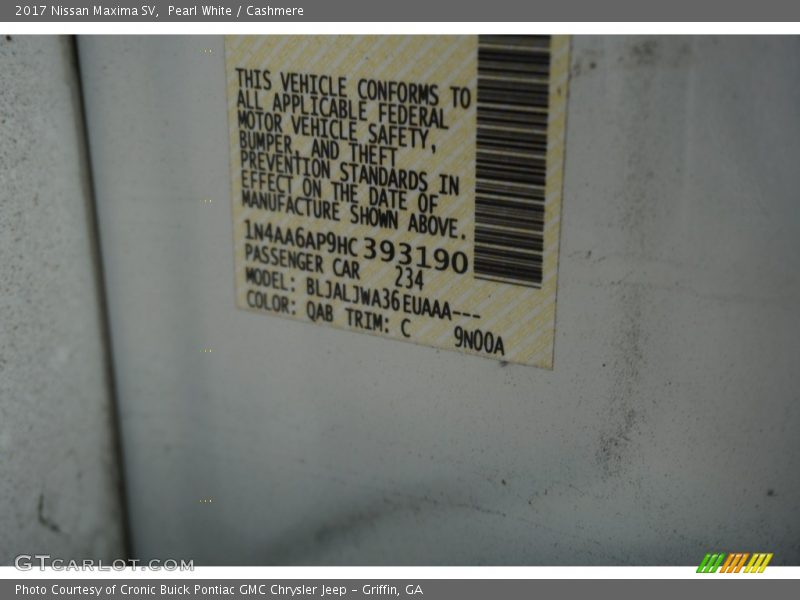 2017 Nissan Maxima SV,  Pearl White / Cashmere
THIS VEHICLE CONFORMS TO
ALL APPLICABLE FEDERAL
MOTOR VEHICLE SAFETY,
BUMPER, AND THEFT
PREVENTION STANDARDS IN
EFFECT ON THE DATE OF
MANUFACTURE SHOWN ABOVE.
1N4AA6AP9HC393190
PASSENGER CAR 234
MODEL: BLJALJWA36EUAAA---
COLOR: QAB TRIM: C 9N00A
GTCARLOT.COM
Photo Courtesy of Cronic Buick Pontiac GMC Chrysler Jeep – Griffin, GA